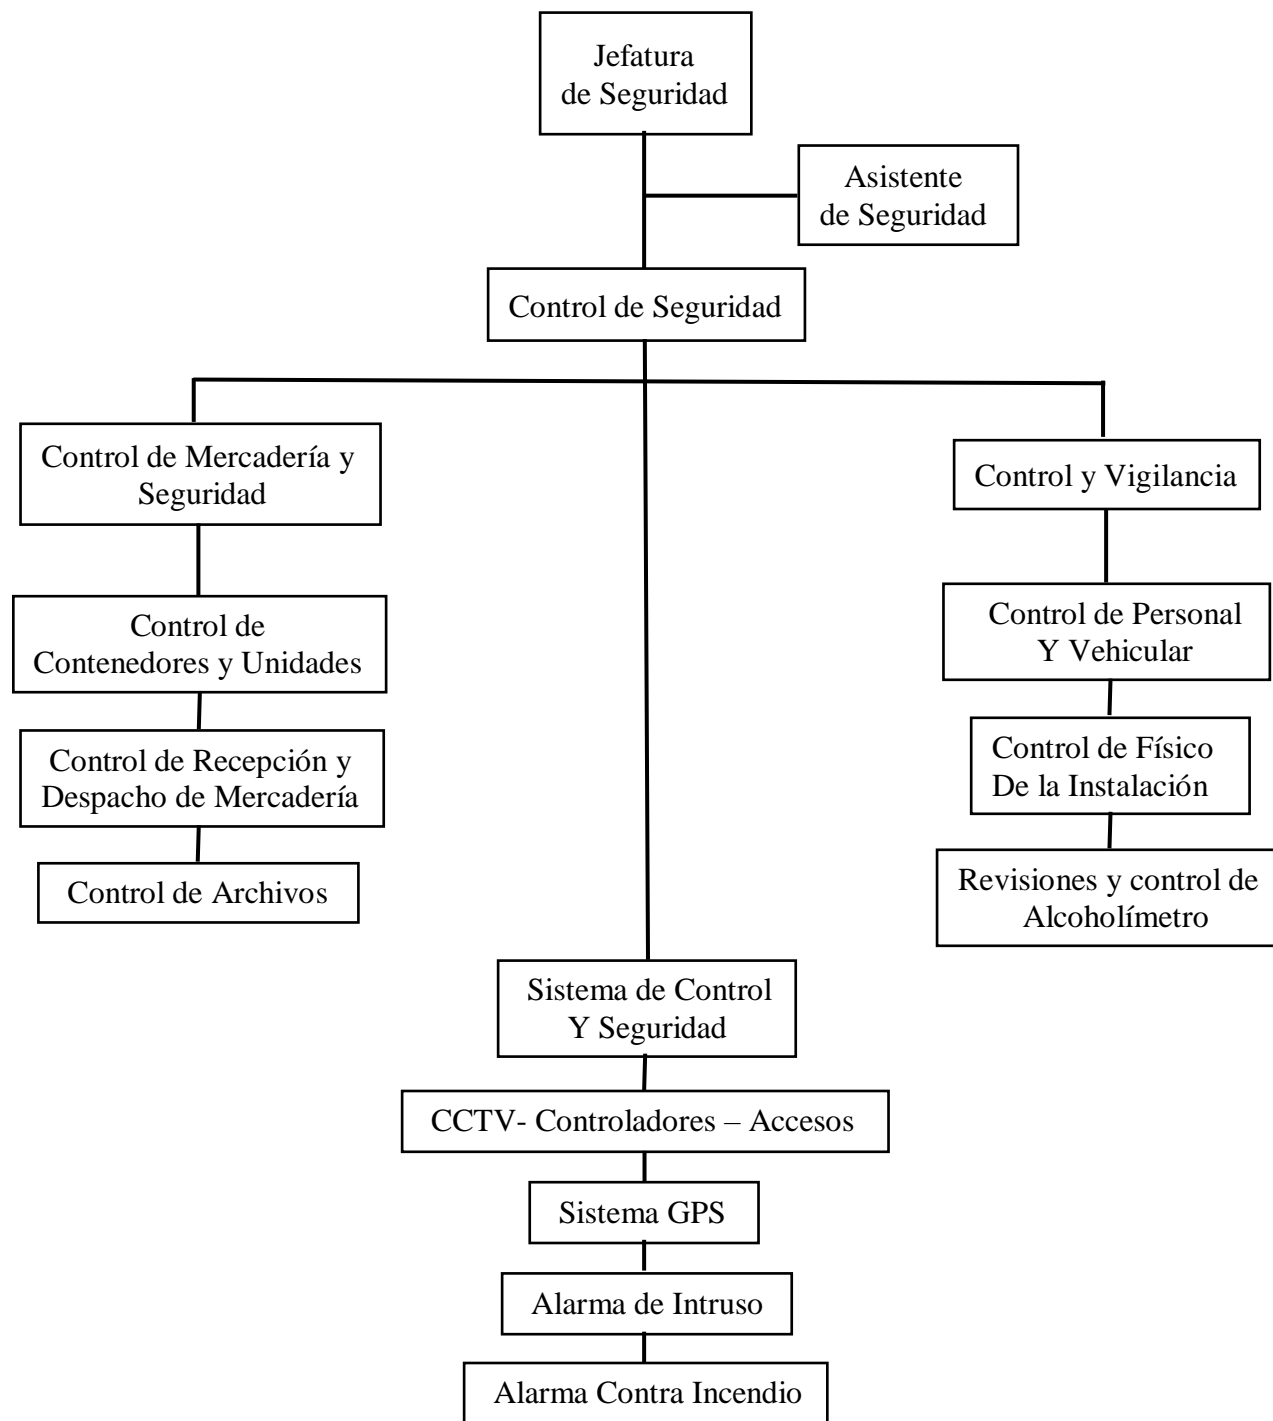 Jefatura
de Seguridad
Asistente
de Seguridad
Control de Seguridad
Control de Mercadería y
Seguridad
Control de
Contenedores y Unidades
Control de Recepción y
Despacho de Mercadería
Control de Archivos
Control y Vigilancia
Control de Personal
Y Vehicular
Control de Físico
De la Instalación
Revisiones y control de
Alcoholímetro
Sistema de Control
Y Seguridad
CCTV- Controladores – Accesos
Sistema GPS
Alarma de Intruso
Alarma Contra Incendio